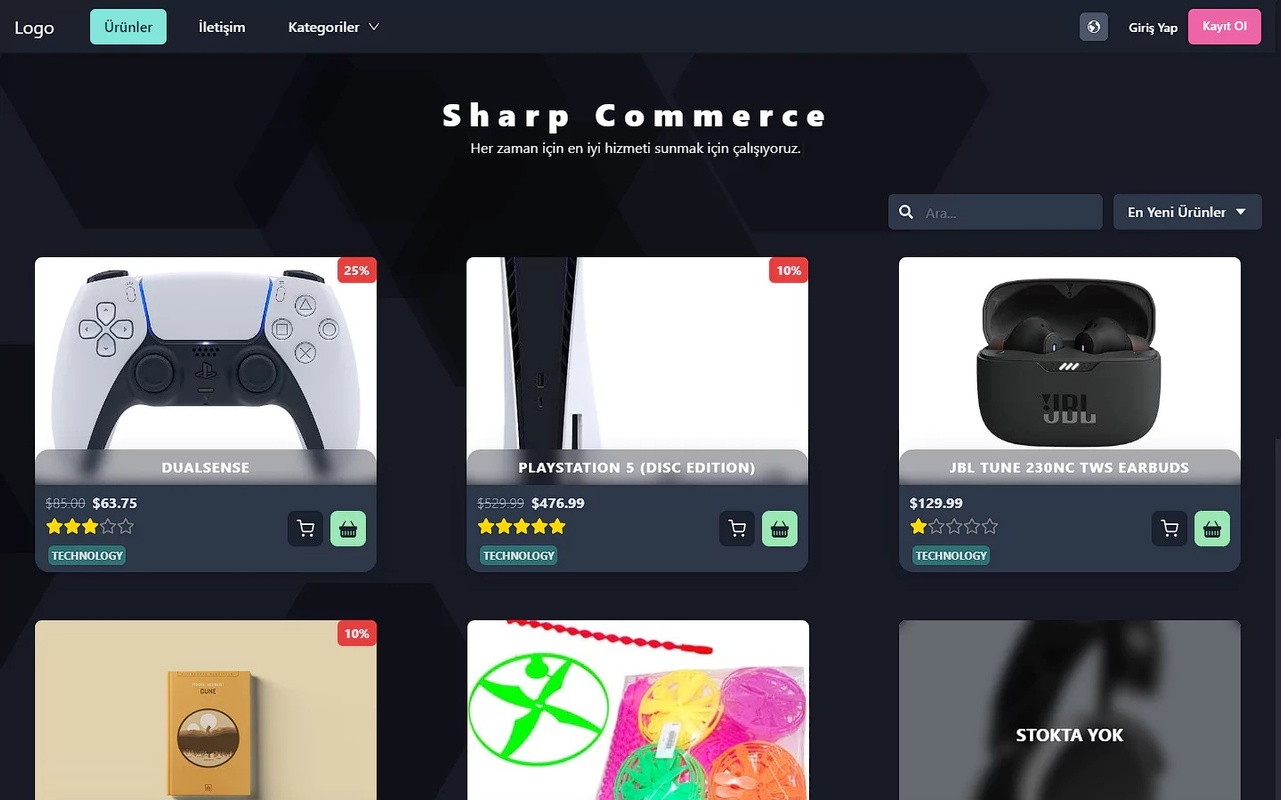 Logo
Ürünler
İletişim
Kategoriler
Giriş Yap
Kayıt Ol
Sharp Commerce
Her zaman için en iyi hizmeti sunmak için çalışıyoruz.
Ara...
En Yeni Ürünler
25%
10%
JBL
DUALSENSE
PLAYSTATION 5 (DISC EDITION)
JBL TUNE 230NC TWS EARBUDS
$85.00 $63.75
$529.99 $476.99
$129.99
TECHNOLOGY
TECHNOLOGY
TECHNOLOGY
10%
DUNE
STOKTA YOK